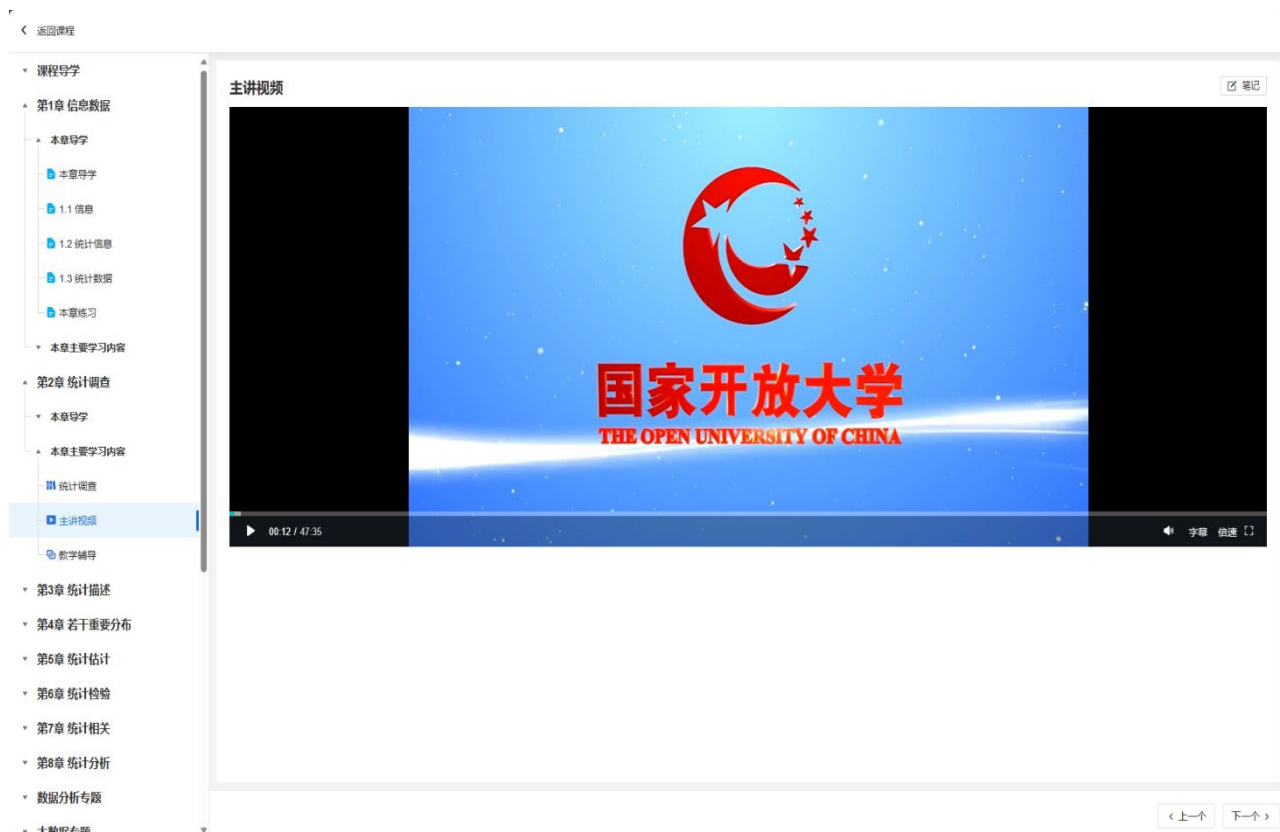 返回课程
课程导学
第1章 信息数据
本章导学
本章导学
1.1 信息
1.2 统计信息
1.3 统计数据
本章练习
本章主要学习内容
第2章 统计调查
本章导学
本章主要学习内容
统计调查
主讲视频
教学辅导
第3章 统计描述
第4章 若干重要分布
第5章 统计估计
第6章 统计检验
第7章 统计相关
第8章 统计分析
数据分析专题
大数据专题
主讲视频
笔记
国家开放大学
THE OPEN UNIVERSITY OF CHINA
00:12 / 47:35
字幕 倍速
上一个 下一个